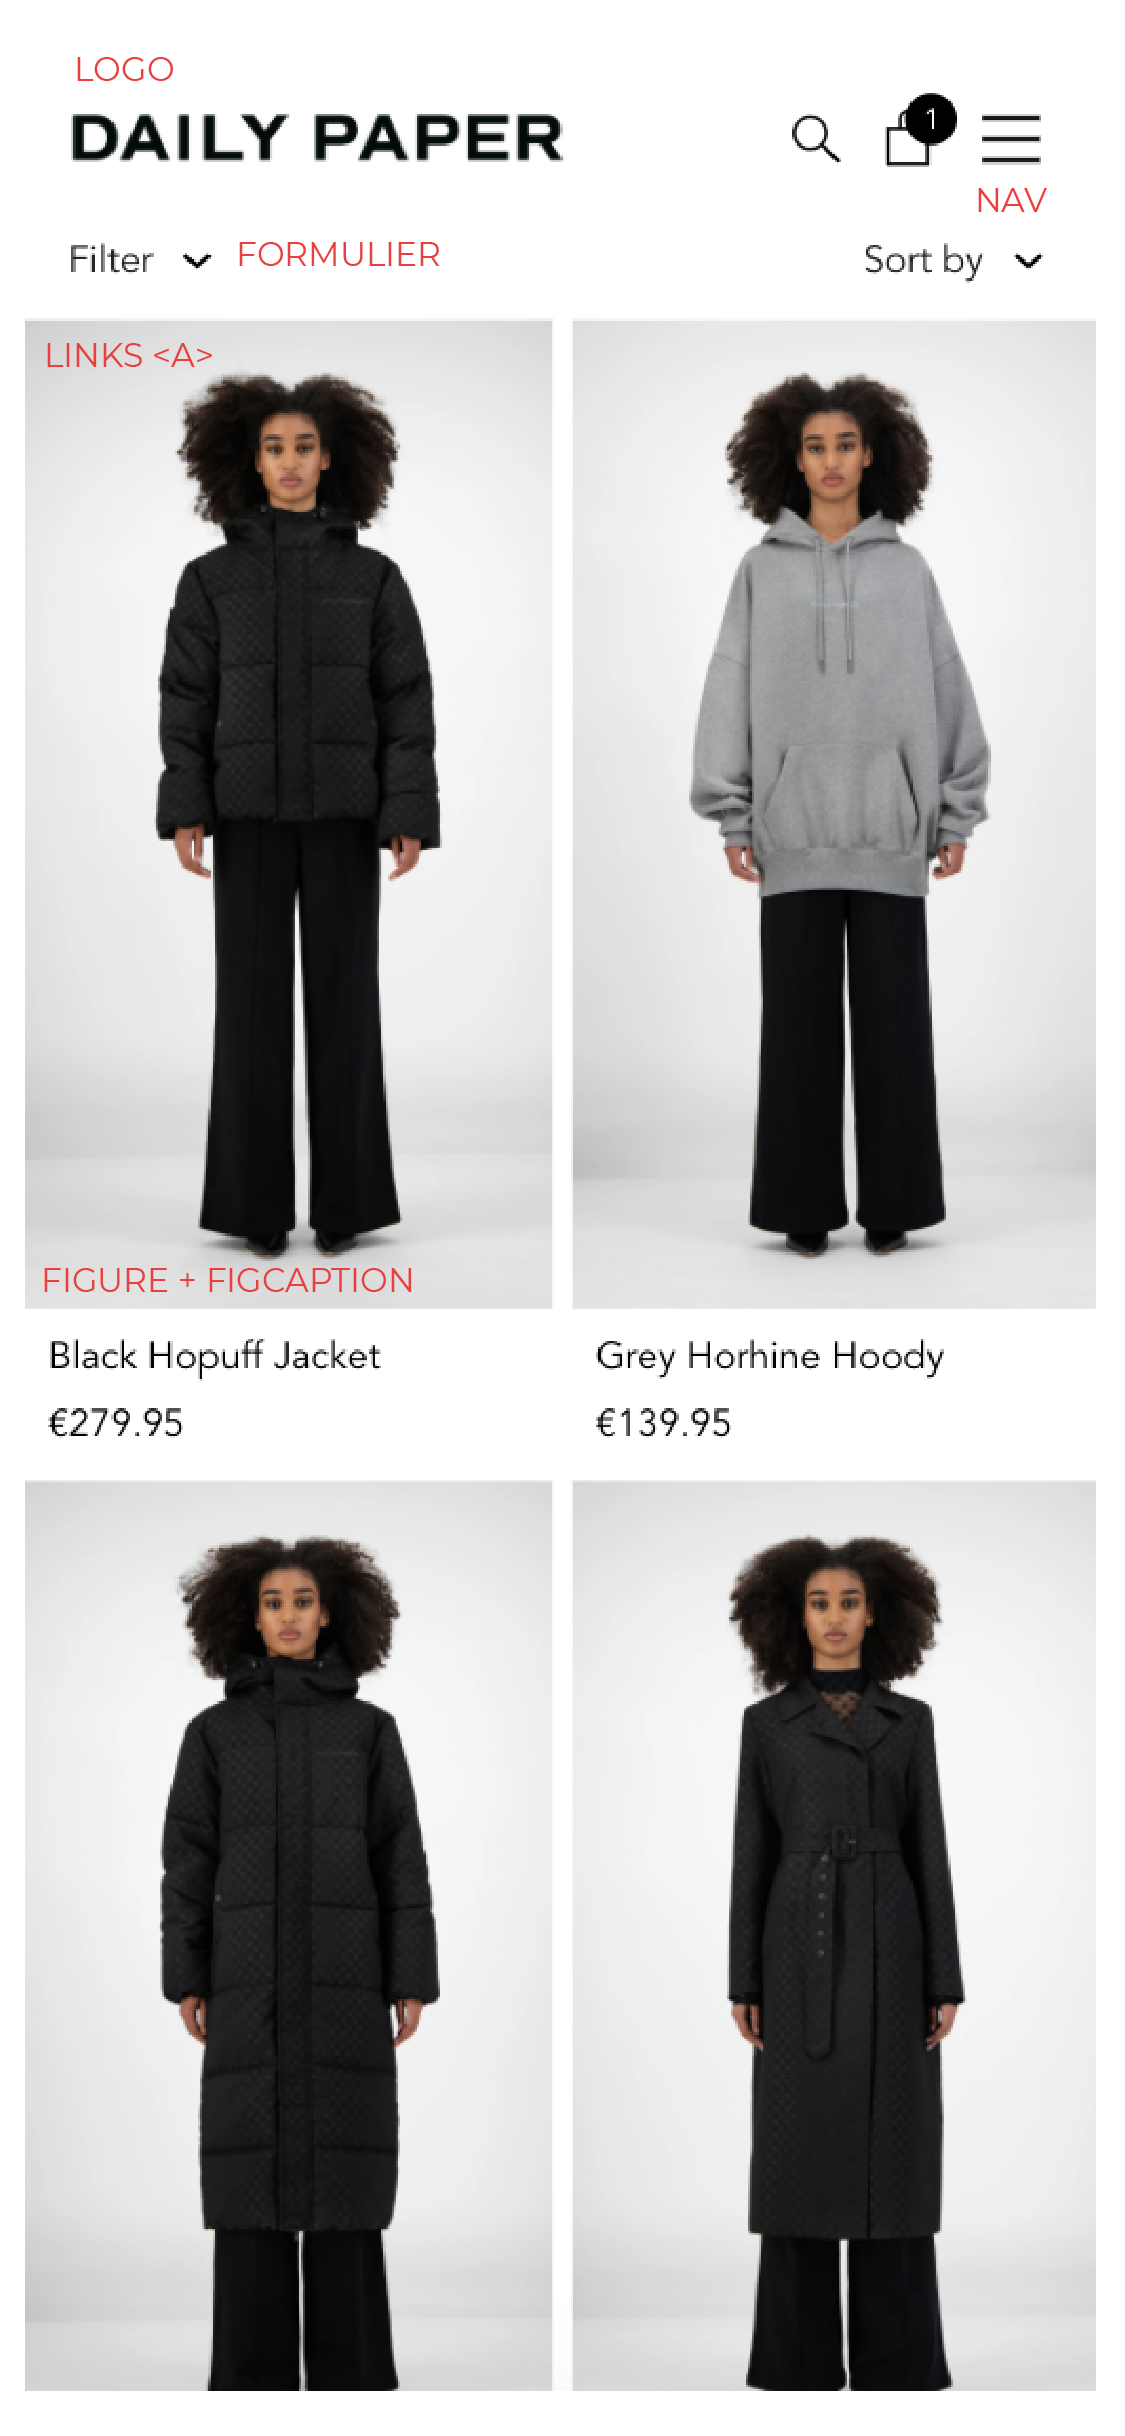 LOGO
DAILY PAPER
1
NAV
Filter
FORMULIER
Sort by
LINKS <A>
FIGURE + FIGCAPTION
Black Hopuff Jacket
Grey Horhine Hoody
€279.95
€139.95